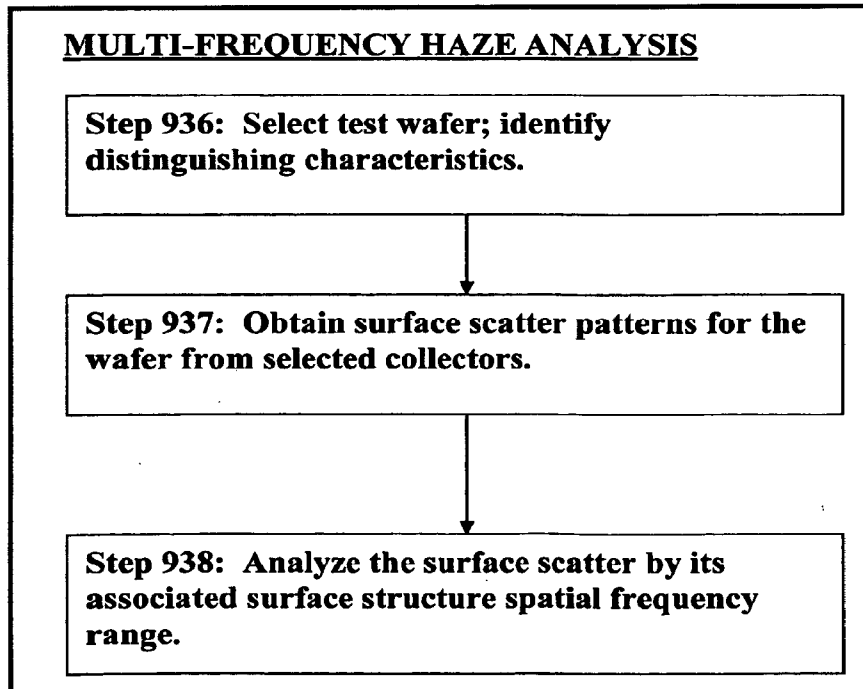 MULTI-FREQUENCY HAZE ANALYSIS
Step 936: Select test wafer; identify
distinguishing characteristics.
Step 937: Obtain surface scatter patterns for the
wafer from selected collectors.
Step 938: Analyze the surface scatter by its
associated surface structure spatial frequency
range.